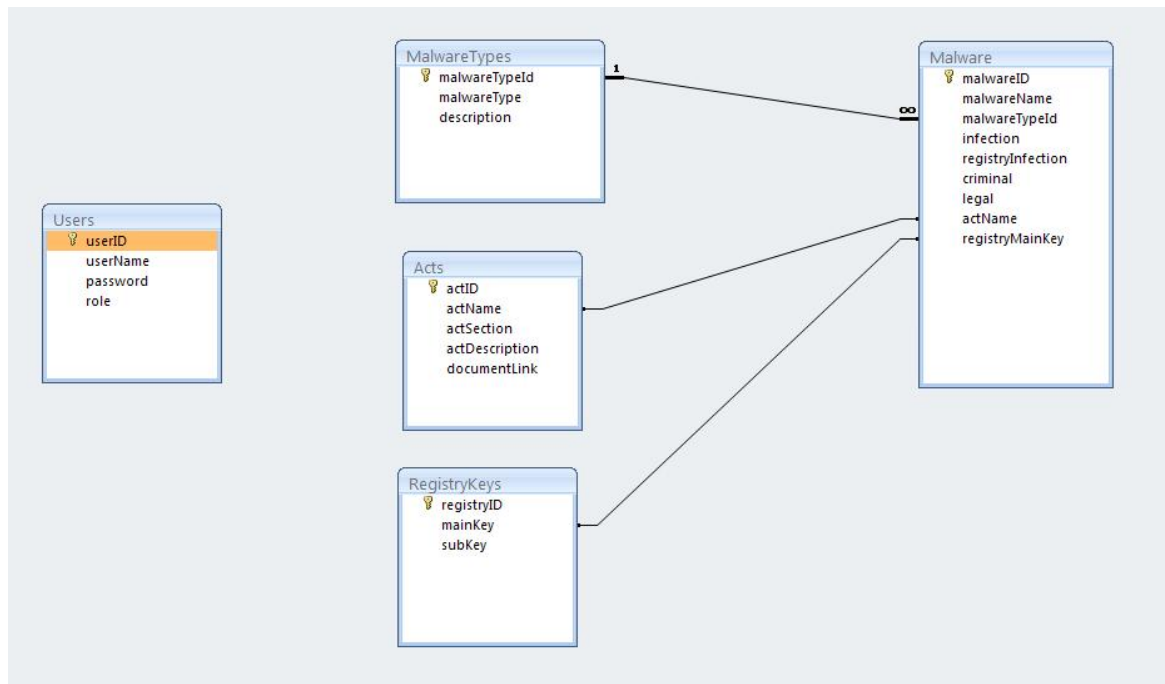 Users
userID
userName
password
role
MalwareTypes
malwareTypeId
malwareType
description
Acts
actID
actName
actSection
actDescription
documentLink
RegistryKeys
registryID
mainKey
subKey
1
∞
Malware
malwareID
malwareName
malwareTypeId
infection
registryInfection
criminal
legal
actName
registryMainKey